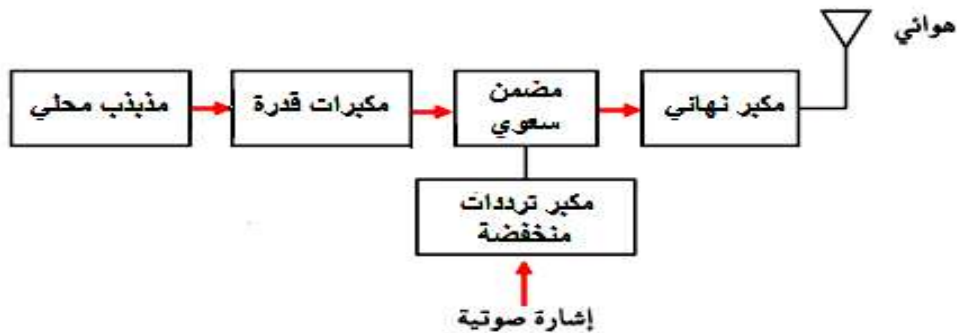 هوائي
مذبذب محلي
مكبرات قدرة
مضمن
سعوي
مكبر نهائي
مكبر ترددات
منخفضة
إشارة صوتية